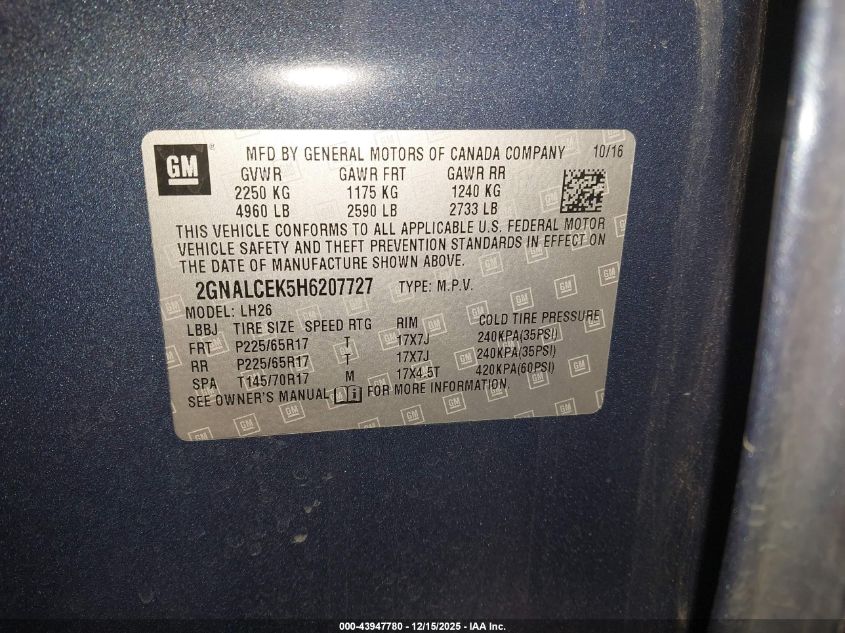 GM ® MFD BY GENERAL MOTORS OF CANADA COMPANY 10/16
GVWR GAWR FRT GAWR RR
2250 KG 1175 KG 1240 KG
4960 LB 2590 LB 2733 LB
THIS VEHICLE CONFORMS TO ALL APPLICABLE U.S. FEDERAL MOTOR
VEHICLE SAFETY AND THEFT PREVENTION STANDARDS IN EFFECT ON
THE DATE OF MANUFACTURE SHOWN ABOVE.
2GNALCEK5H6207727 TYPE: M.P.V.
MODEL: LH26
LBBJ TIRE SIZE SPEED RTG RIM COLD TIRE PRESSURE
FRT P225/65R17 T 17X7J 240KPA(35PSI)
RR P225/65R17 T 17X7J 240KPA(35PSI)
SPA T145/70R17 M 17X4.5T 420KPA(60PSI)
SEE OWNER'S MANUAL i FOR MORE INFORMATION.
000-43947780 - 12/15/2025 - IAA Inc.